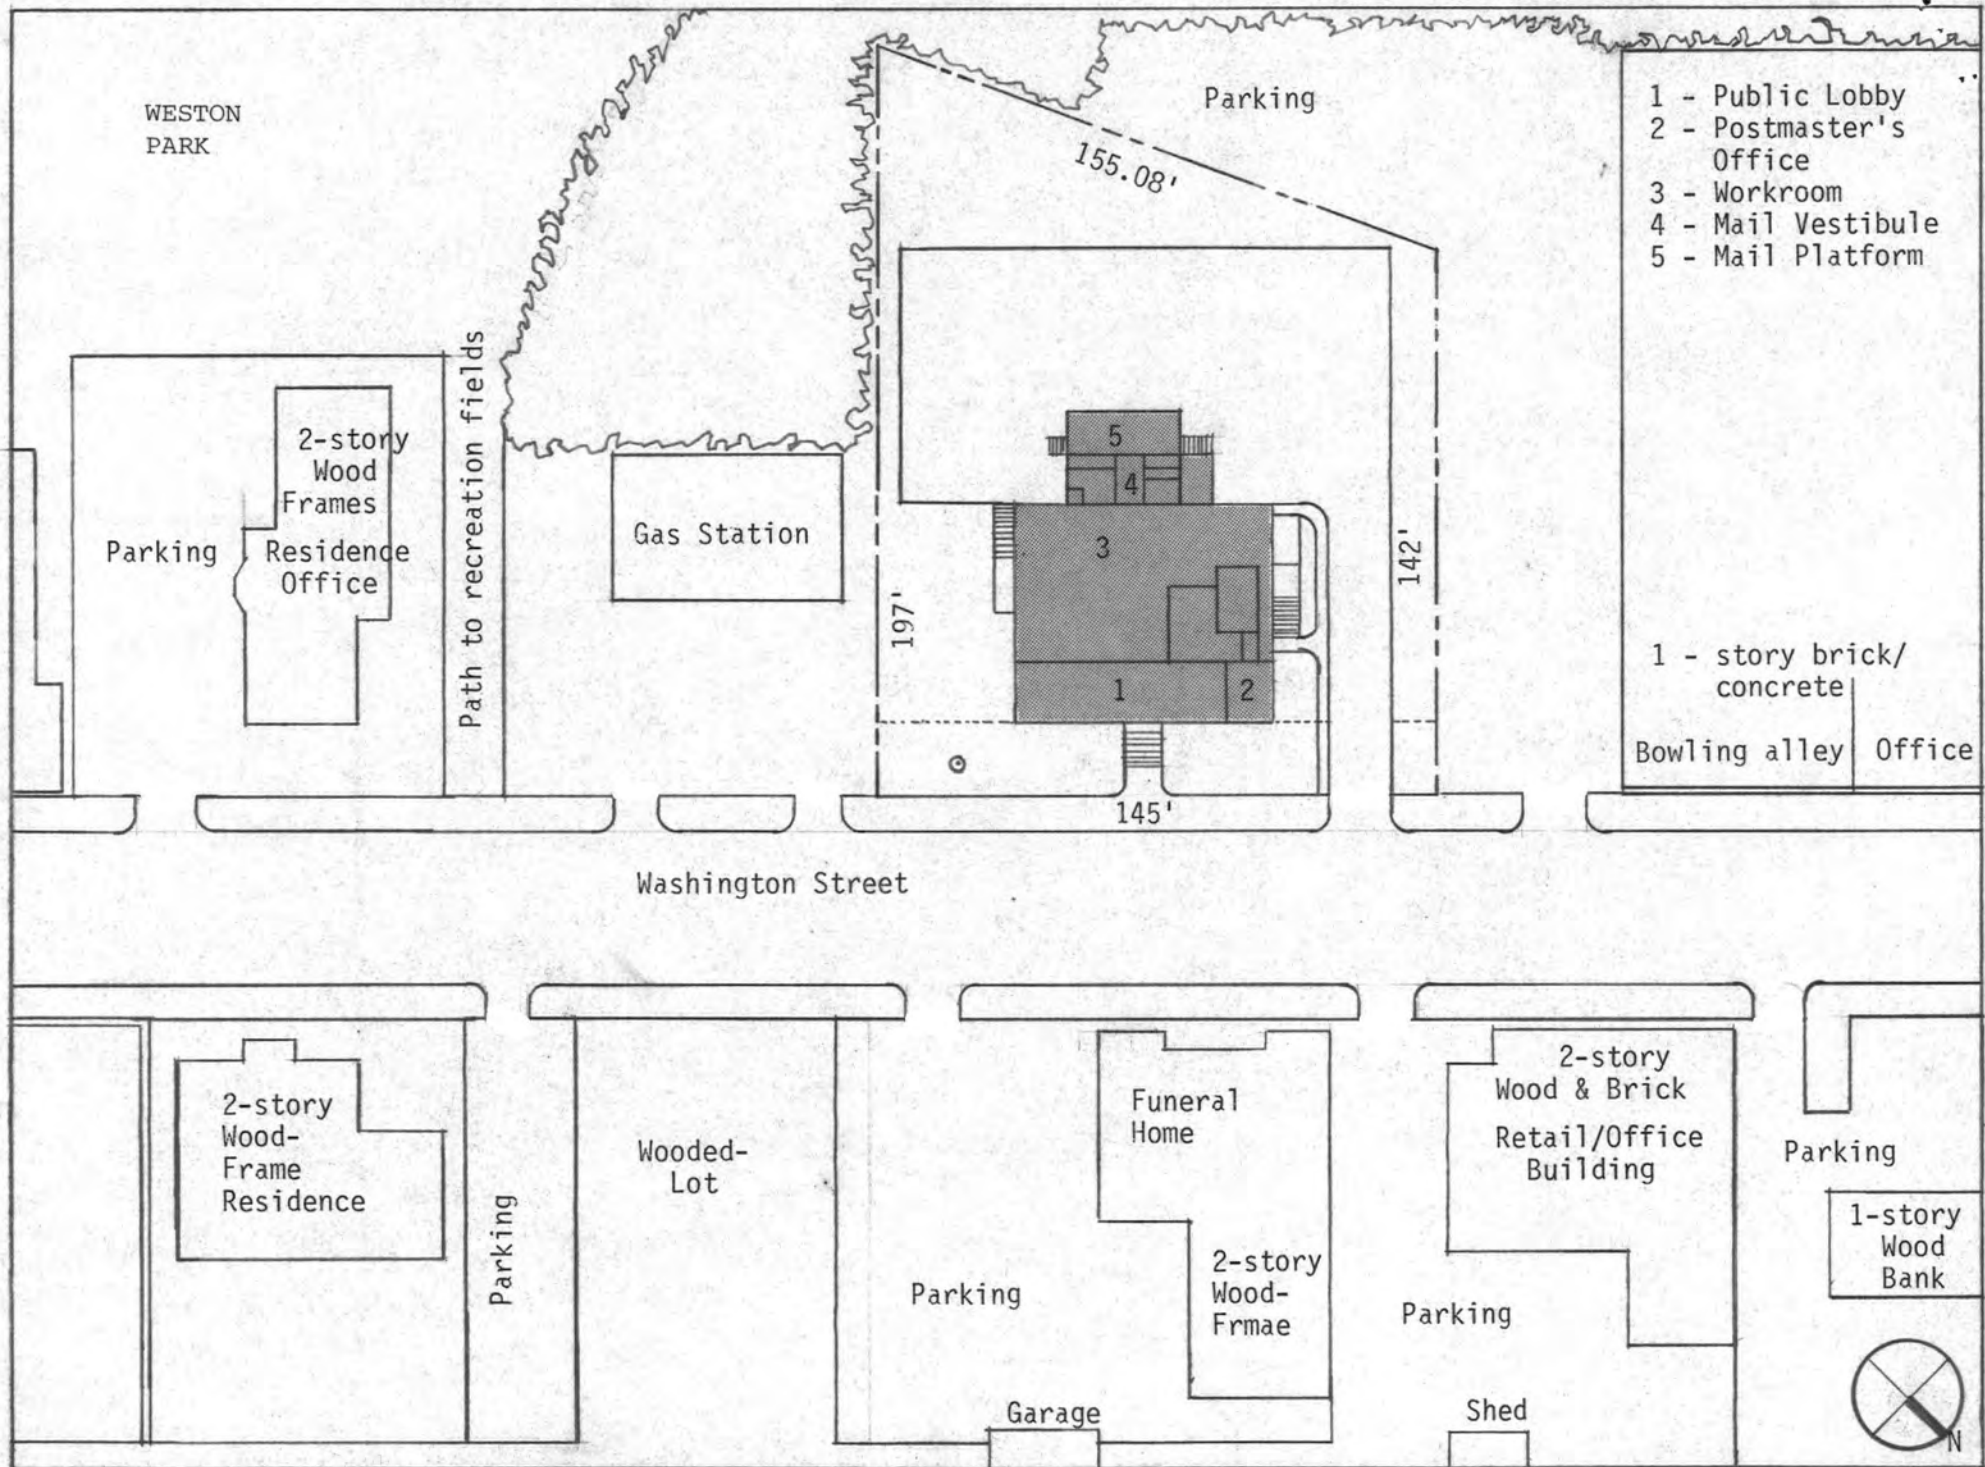 WESTON
PARK
Parking
155.08'
1 - Public Lobby
2 - Postmaster's
Office
3 - Workroom
4 - Mail Vestibule
5 - Mail Platform
2-story
Wood
Frames
Parking
Residence
Office
Path to recreation fields
Gas Station
5
4
3
1
2
197'
142'
145'
1 - story brick/
concrete
Bowling alley
Office
Washington Street
2-story
Wood-
Frame
Residence
Parking
Wooded-
Lot
Parking
Funeral
Home
2-story
Wood-
Frmae
Garage
2-story
Wood & Brick
Retail/Office
Building
Parking
Shed
Parking
1-story
Wood
Bank
N